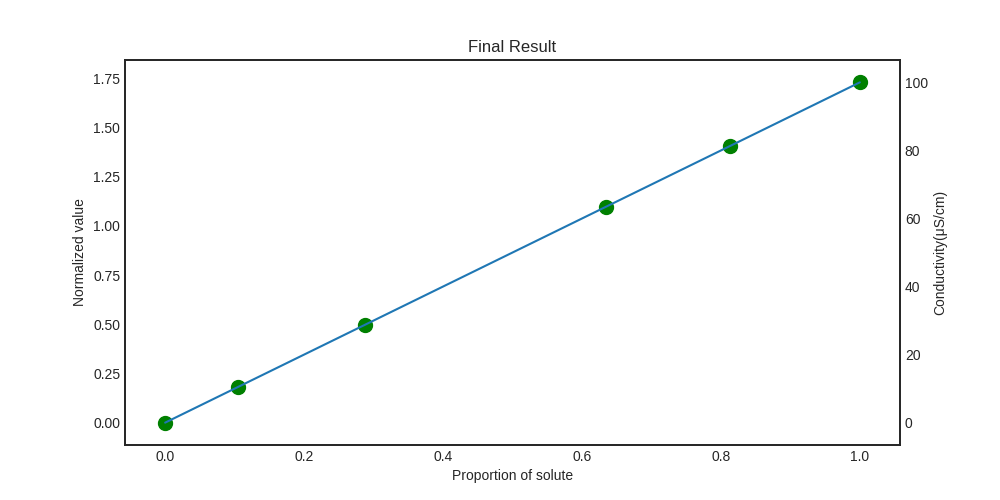 Final Result
1.75
1.50
1.25
1.00
0.75
0.50
0.25
0.00
Normalized value
100
80
60
40
20
0
Conductivity(μS/cm)
0.0 0.2 0.4 0.6 0.8 1.0
Proportion of solute